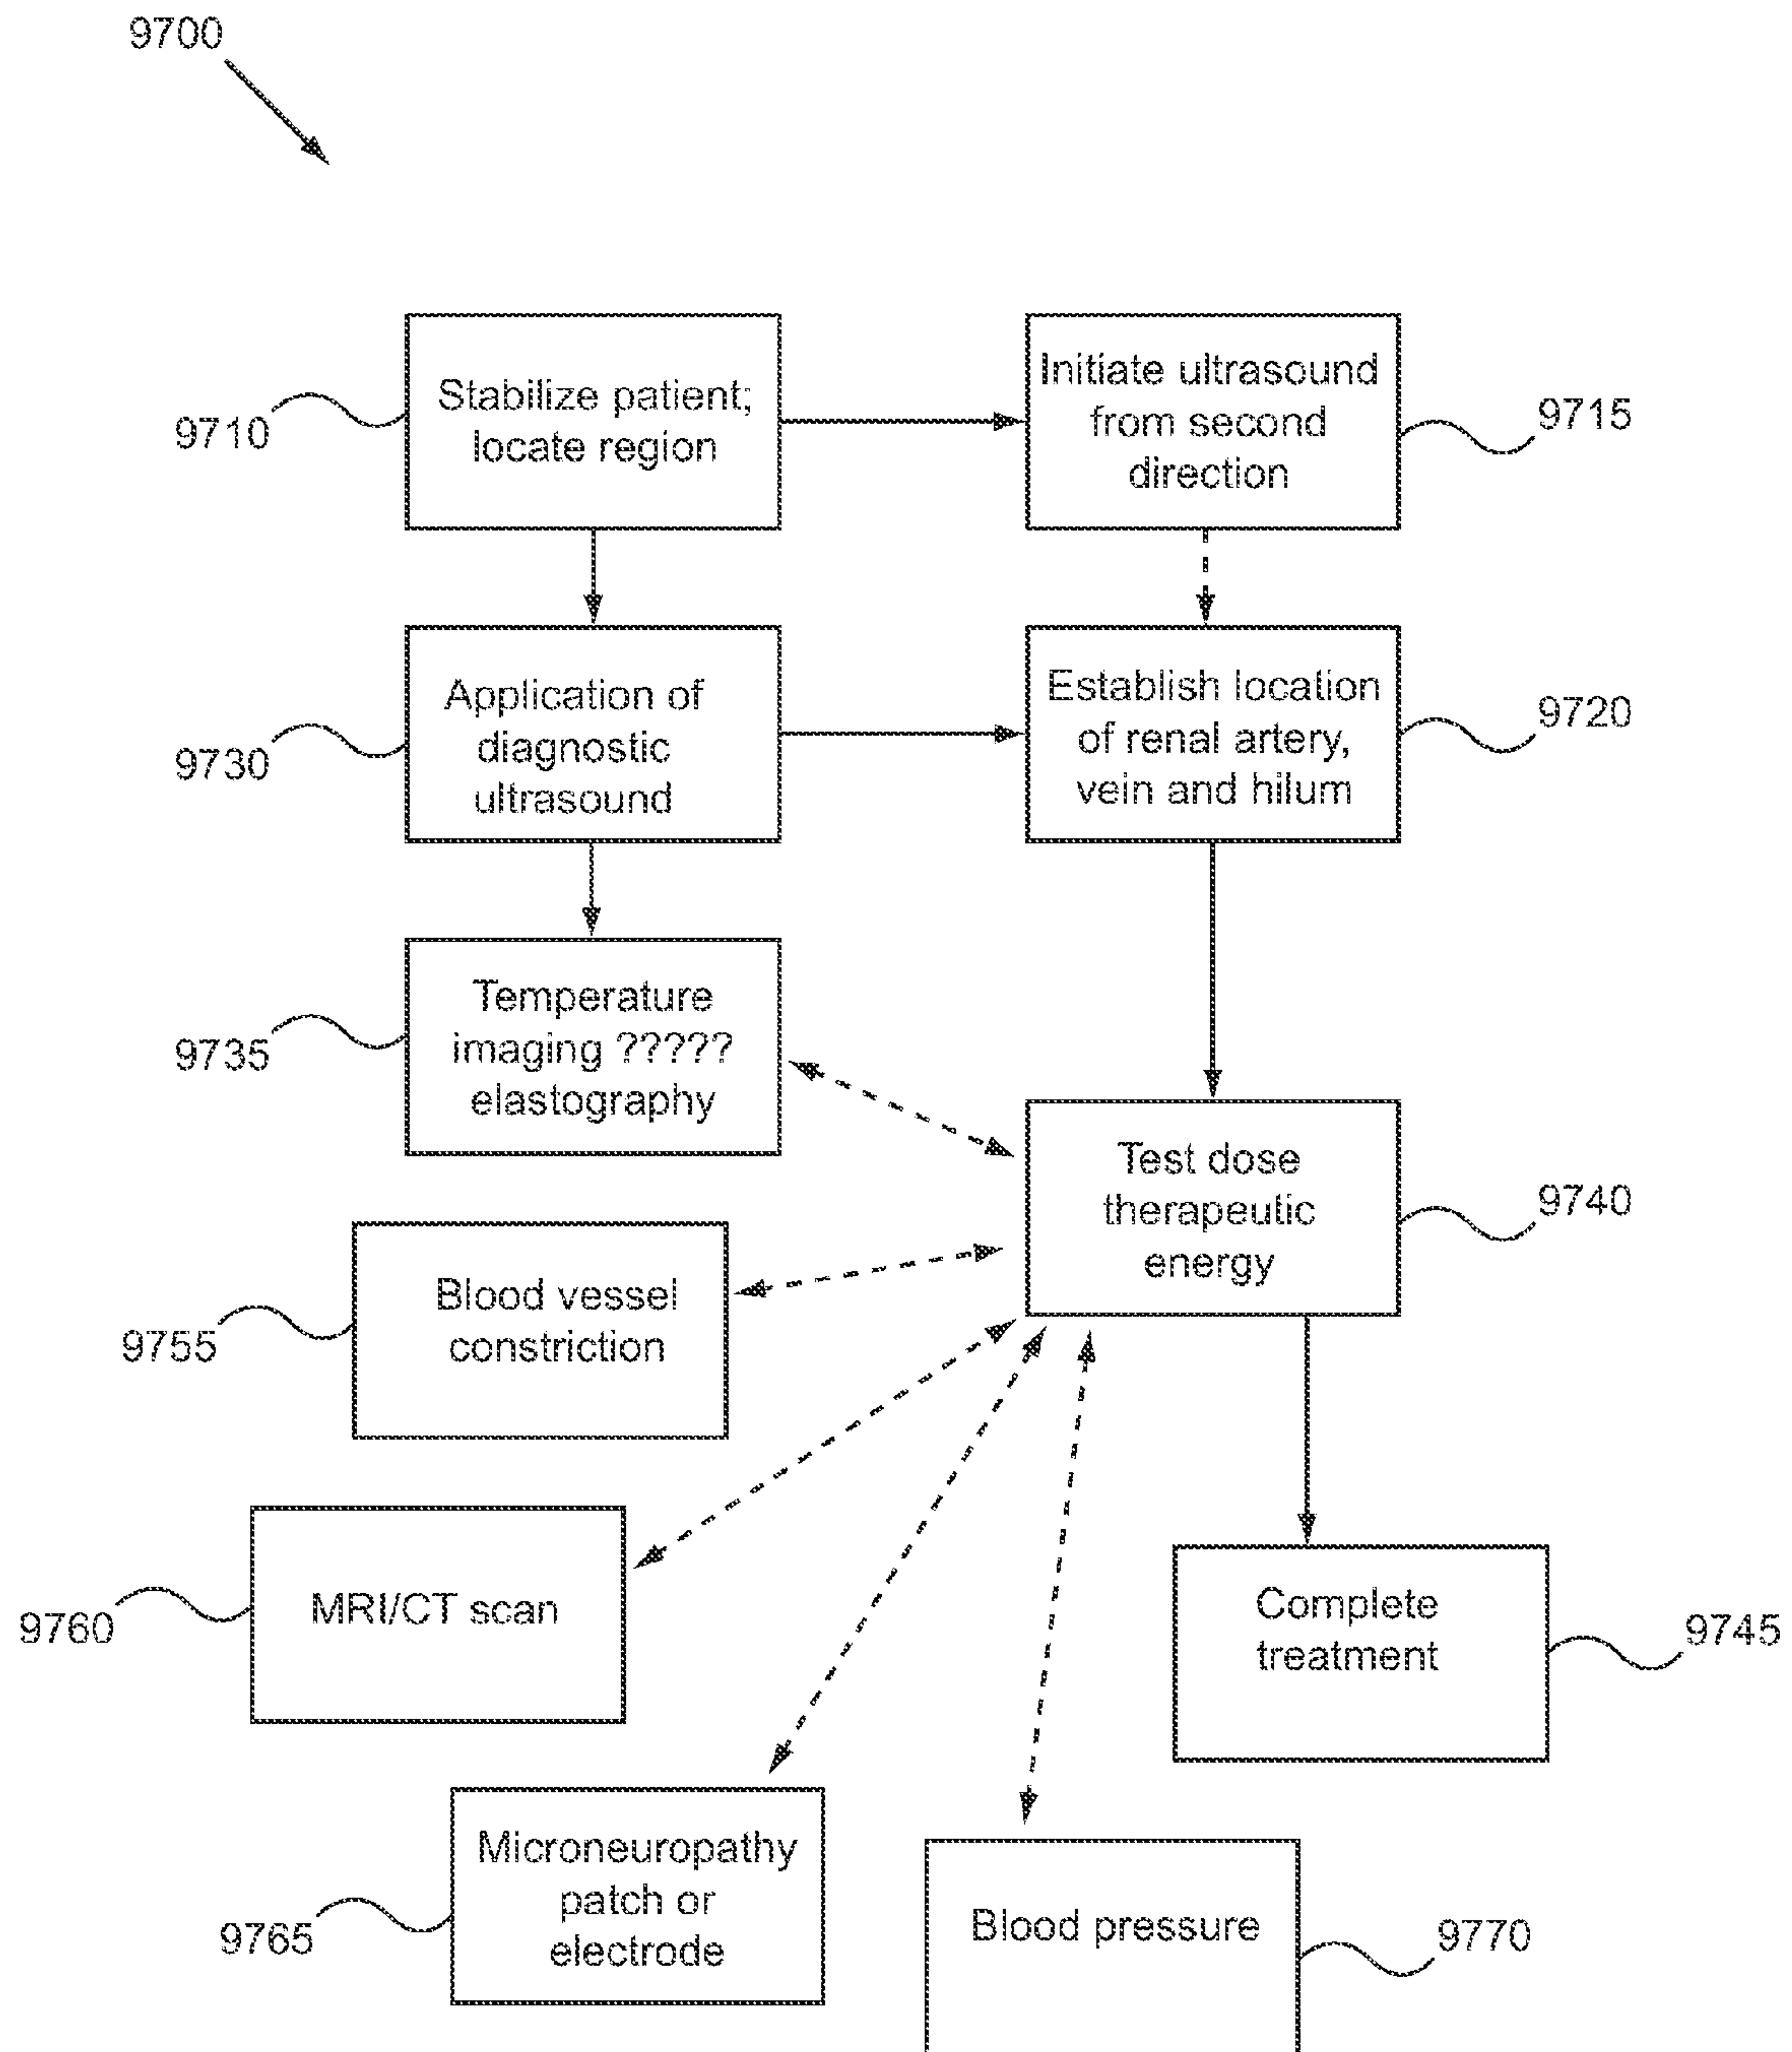 9700
Stabilize patient;
locate region
9710
Initiate ultrasound
from second
direction
9715
Application of
diagnostic
ultrasound
9730
Establish location
of renal artery,
vein and hilum
9720
Temperature
imaging ?????
elastography
9735
Test dose
therapeutic
energy
9740
Blood vessel
constriction
9755
MRI/CT scan
9760
Complete
treatment
9745
Microneuropathy
patch or
electrode
9765
Blood pressure
9770